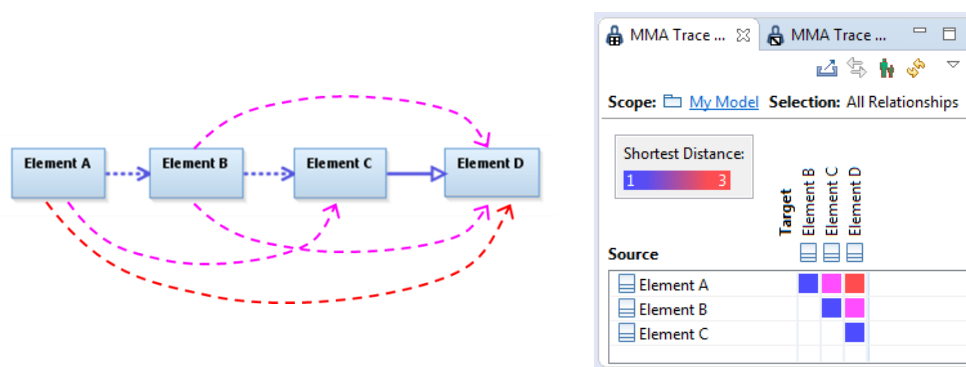 Element A
Element B
Element C
Element D
MMA Trace ...
MMA Trace ...
Scope: My Model Selection: All Relationships
Shortest Distance:
1 3
Target
Element B
Element C
Element D
Source
Element A
Element B
Element C